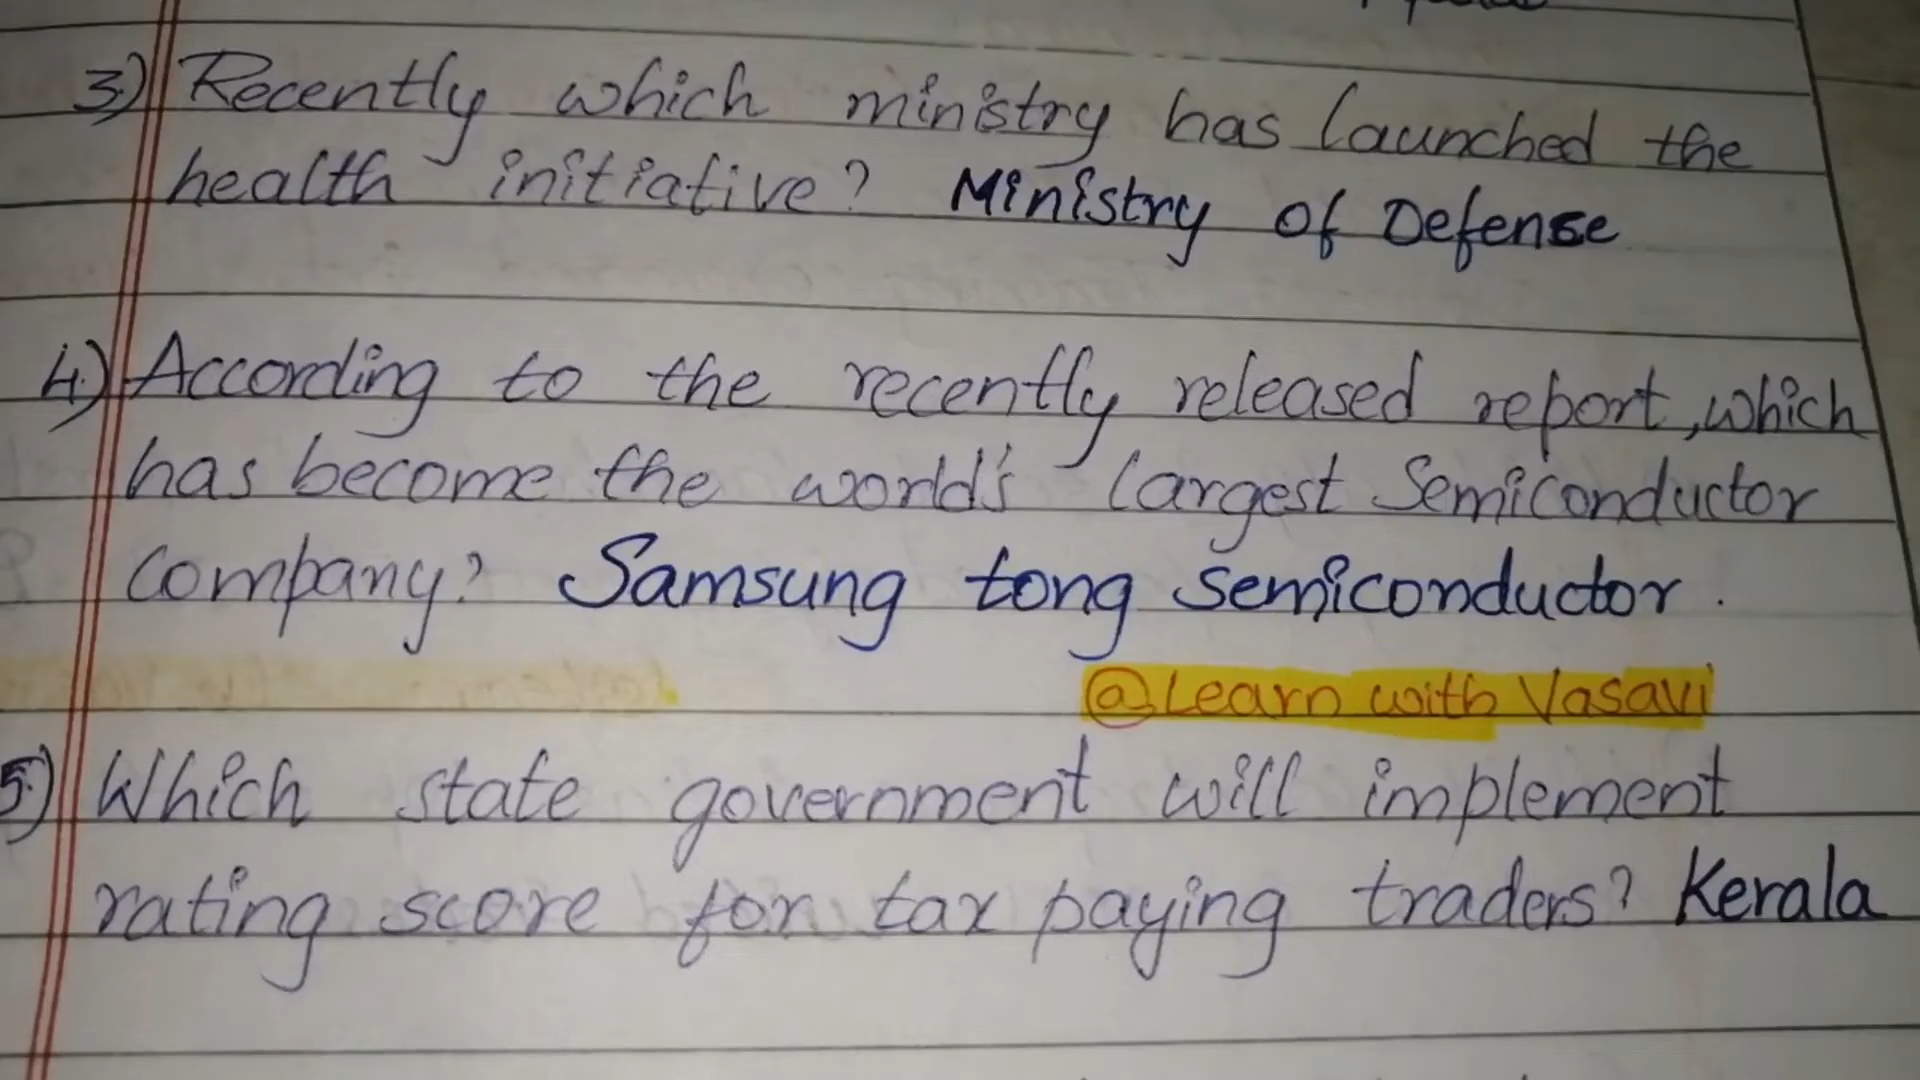 3) Recently which ministry has launched the
health initiative? Ministry of Defense
4.) According to the recently released report, which
has become the world's largest Semiconductor
Company? Samsung tong semiconductor.
@Learn with Vasavi
5.) Which state government will implement
rating score for tax paying traders? Kerala